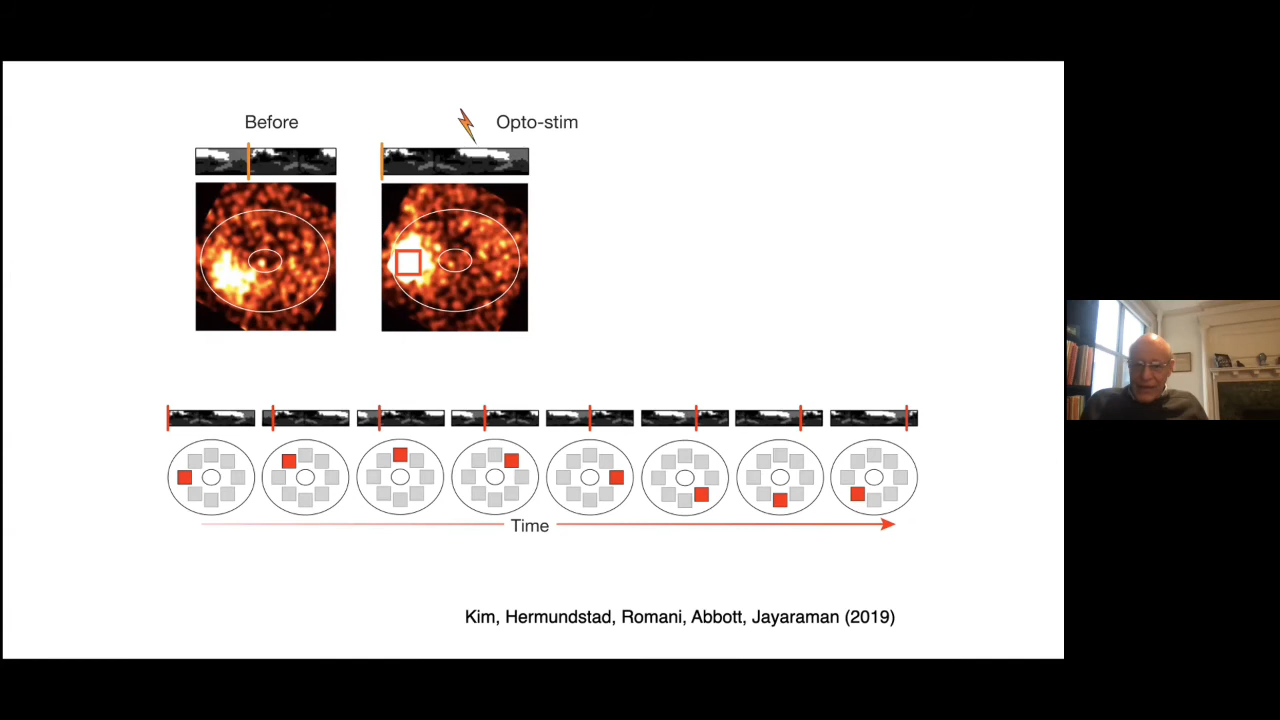 Before
Opto-stim
Time
Kim, Hermundstad, Romani, Abbott, Jayaraman (2019)